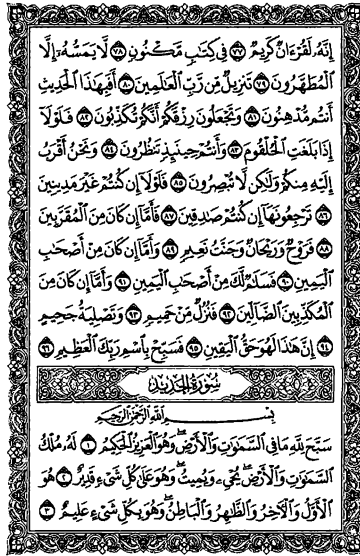 إِنَّهُۥ لَقُرْءَانٌ كَرِيمٌ ٧٧ فِى كِتَٰبٍ مَّكْنُونٍ ٧٨ لَّا يَمَسُّهُۥٓ إِلَّا
ٱلْمُطَهَّرُونَ ٧٩ تَنزِيلٌ مِّن رَّبِّ ٱلْعَٰلَمِينَ ٨٠ أَفَبِهَٰذَا ٱلْحَدِيثِ
أَنتُم مُّدْهِنُونَ ٨١ وَتَجْعَلُونَ رِزْقَكُمْ أَنَّكُمْ تُكَذِّبُونَ ٨٢ فَلَوْلَآ
إِذَا بَلَغَتِ ٱلْحُلْقُومَ ٨٣ وَأَنتُمْ حِينَئِذٍ تَنظُرُونَ ٨٤ وَنَحْنُ أَقْرَبُ
إِلَيْهِ مِنكُمْ وَلَٰكِن لَّا تُبْصِرُونَ ٨٥ فَلَوْلَآ إِن كُنتُمْ غَيْرَ مَدِينِينَ
٨٦ تَرْجِعُونَهَآ إِن كُنتُمْ صَٰدِقِينَ ٨٧ فَأَمَّآ إِن كَانَ مِنَ ٱلْمُقَرَّبِينَ
٨٨ فَرَوْحٌ وَرَيْحَانٌ وَجَنَّتُ نَعِيمٍ ٨٩ وَأَمَّآ إِن كَانَ مِنْ أَصْحَٰبِ
ٱلْيَمِينِ ٩٠ فَسَلَٰمٌ لَّكَ مِنْ أَصْحَٰبِ ٱلْيَمِينِ ٩١ وَأَمَّآ إِن كَانَ مِنَ
ٱلْمُكَذِّبِينَ ٱلضَّآلِّينَ ٩٢ فَنُزُلٌ مِّنْ حَمِيمٍ ٩٣ وَتَصْلِيَةُ جَحِيمٍ
٩٤ إِنَّ هَٰذَا لَهُوَ حَقُّ ٱلْيَقِينِ ٩٥ فَسَبِّحْ بِٱسْمِ رَبِّكَ ٱلْعَظِيمِ ٩٦
سُورَةُ الحَدِيد
بِسْمِ ٱللَّهِ ٱلرَّحْمَٰنِ ٱلرَّحِيمِ
سَبَّحَ لِلَّهِ مَا فِى ٱلسَّمَٰوَٰتِ وَٱلْأَرْضِ ۖ وَهُوَ ٱلْعَزِيزُ ٱلْحَكِيمُ ١ لَهُۥ مُلْكُ
ٱلسَّمَٰوَٰتِ وَٱلْأَرْضِ ۖ يُحْىِۦ وَيُمِيتُ ۖ وَهُوَ عَلَىٰ كُلِّ شَىْءٍ قَدِيرٌ ٢ هُوَ
ٱلْأَوَّلُ وَٱلْءَاخِرُ وَٱلظَّٰهِرُ وَٱلْبَاطِنُ ۖ وَهُوَ بِكُلِّ شَىْءٍ عَلِيمٌ ٣